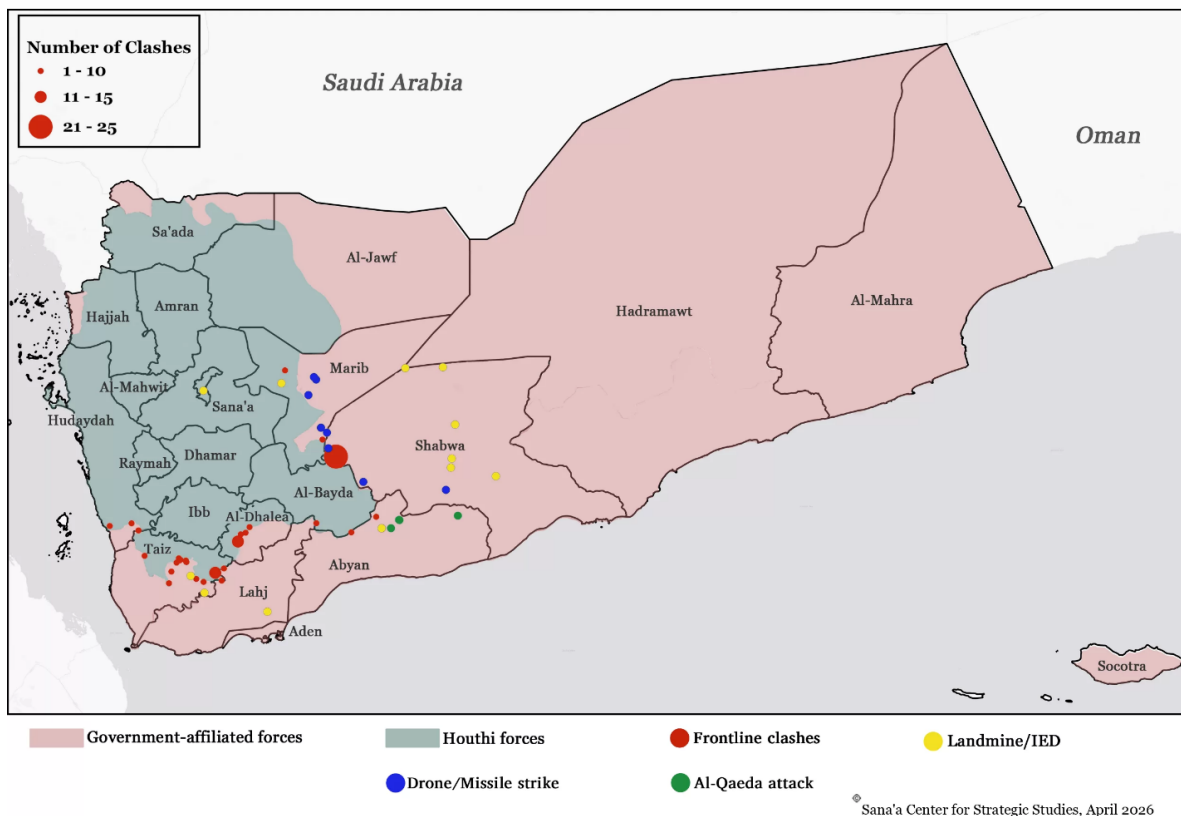 Number of Clashes
1 - 10
11 - 15
21 - 25
Saudi Arabia
Oman
Sa'ada
Al-Jawf
Hajjah
Amran
Hadramawt
Al-Mahra
Marib
Al-Mahwit
Sana'a
Hudaydah
Shabwa
Raymah
Dhamar
Al-Bayda
Ibb
Al-Dhalea
Taiz
Abyan
Lahj
Aden
Socotra
Government-affiliated forces
Houthi forces
Frontline clashes
Landmine/IED
Drone/Missile strike
Al-Qaeda attack
© Sana'a Center for Strategic Studies, April 2026